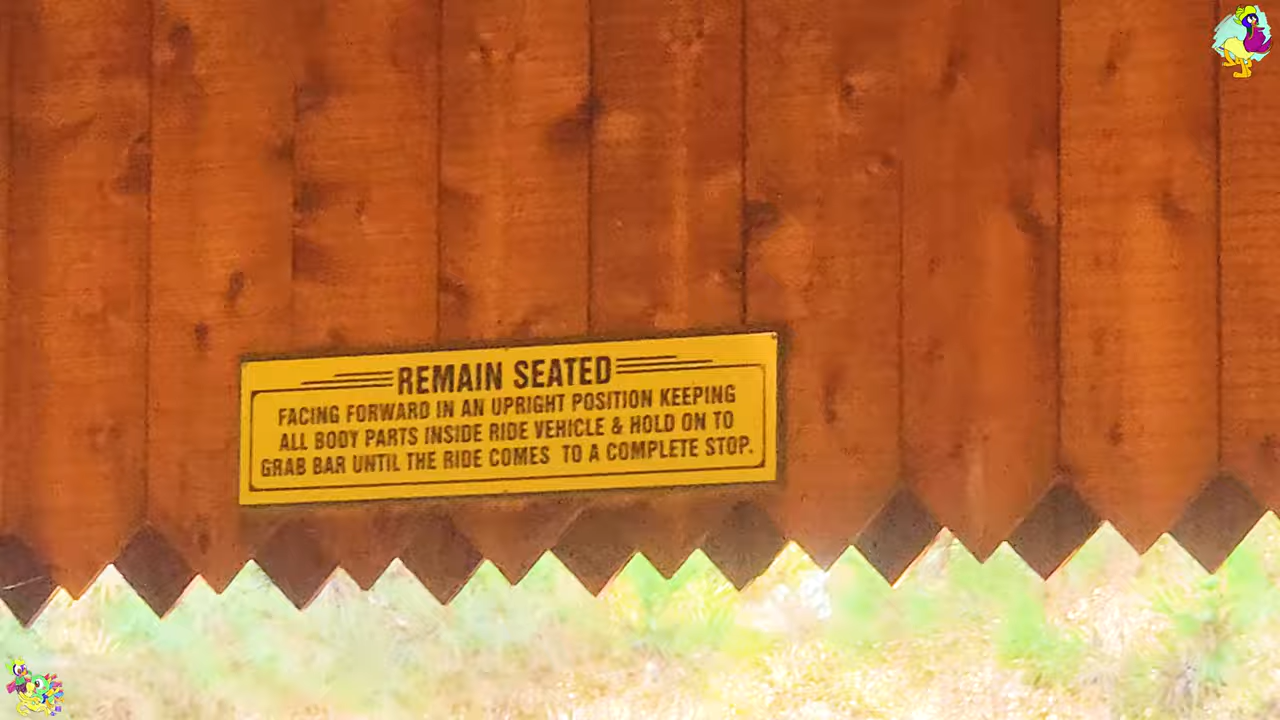 REMAIN SEATED
FACING FORWARD IN AN UPRIGHT POSITION KEEPING
ALL BODY PARTS INSIDE RIDE VEHICLE & HOLD ON TO
GRAB BAR UNTIL THE RIDE COMES TO A COMPLETE STOP.